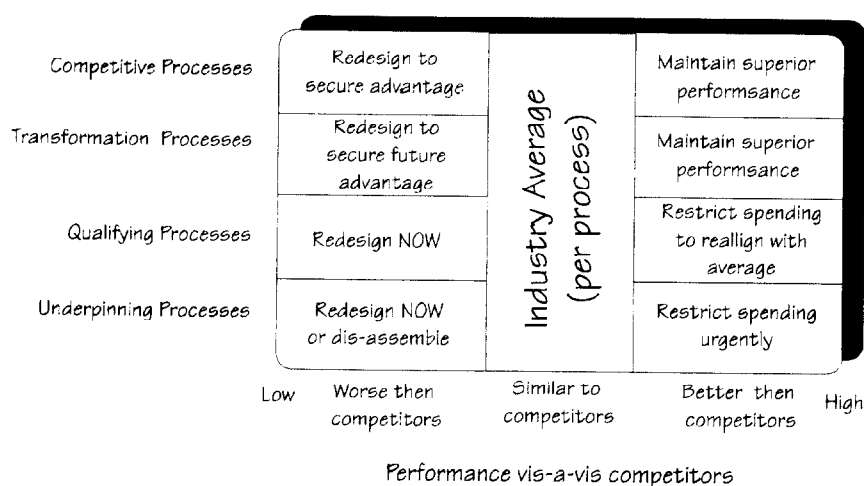 Competitive Processes
Redesign to
secure advantage
Maintain superior
performsance
Transformation Processes
Redesign to
secure future
advantage
Maintain superior
performsance
Qualifying Processes
Redesign NOW
Restrict spending
to reallign with
average
Underpinning Processes
Redesign NOW
or dis-assemble
Restrict spending
urgently
Industry Average
(per process)
Low
Worse then
competitors
Similar to
competitors
Better then
competitors
High
Performance vis-a-vis competitors